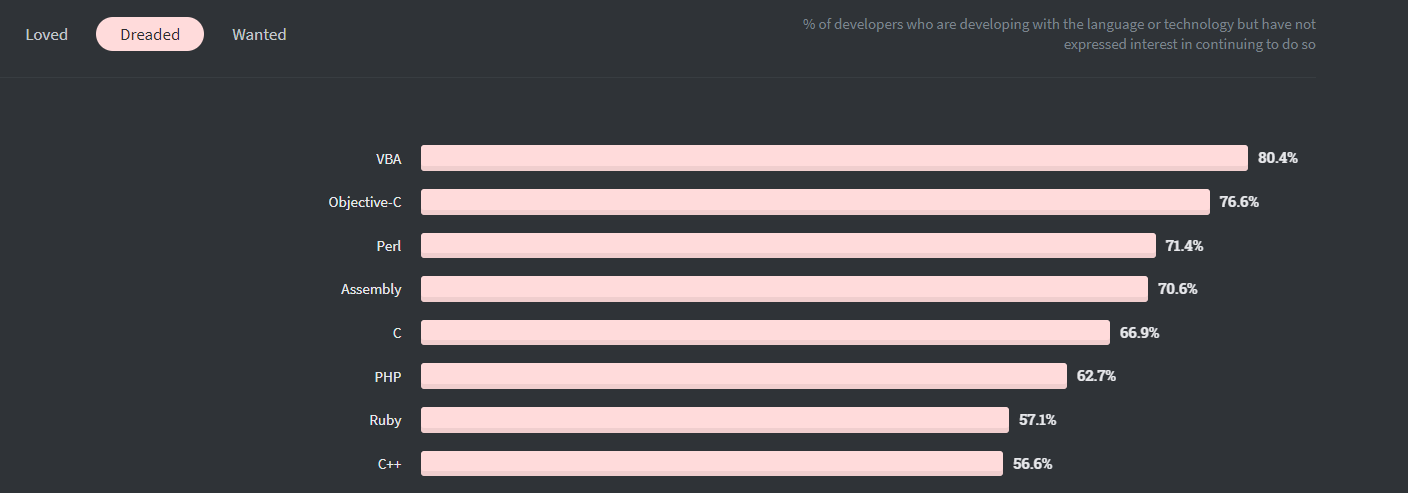 Loved Dreaded Wanted
% of developers who are developing with the language or technology but have not
expressed interest in continuing to do so
VBA 80.4%
Objective-C 76.6%
Perl 71.4%
Assembly 70.6%
C 66.9%
PHP 62.7%
Ruby 57.1%
C++ 56.6%